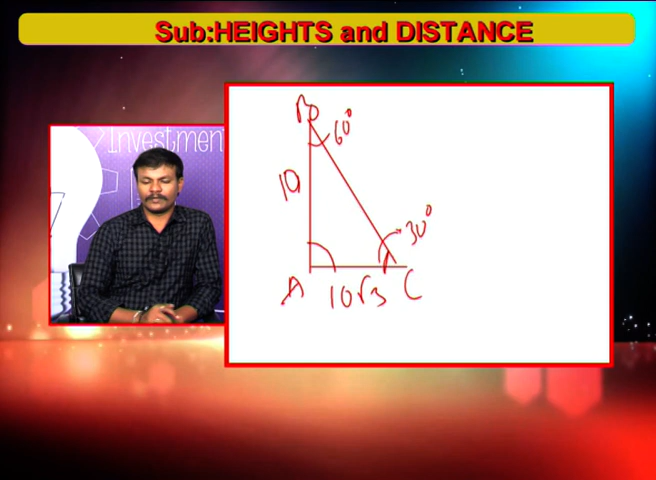 Sub:HEIGHTS and DISTANCE
Investment
B
60°
10
30°
A 10√3 C